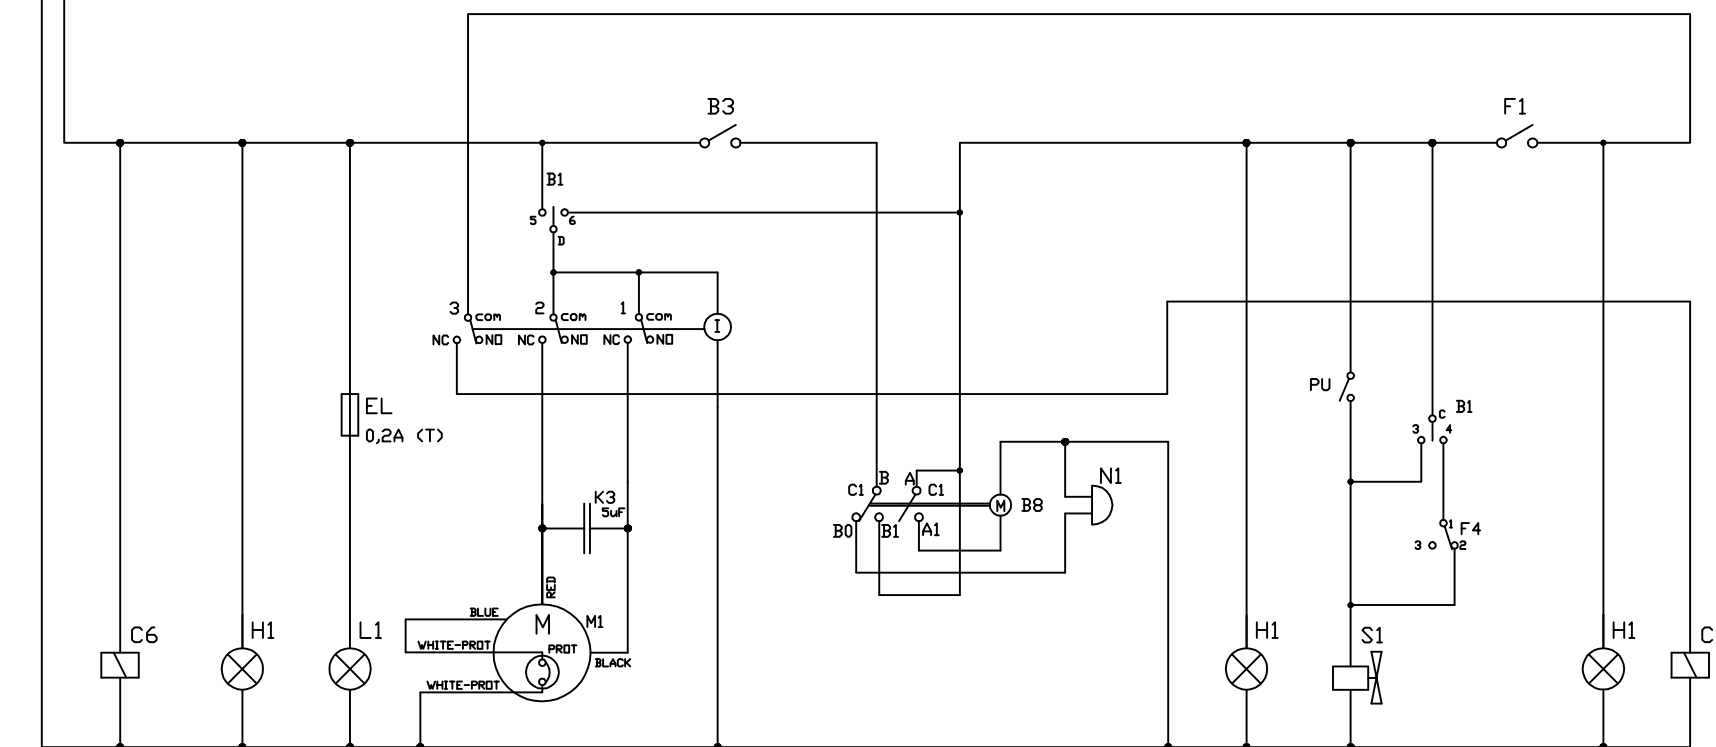 B3
F1
B1
5
6
D
3
COM
2
COM
1
COM
I
NC
NO
NC
NO
NC
NO
PU
EL
0,2A (T)
C
B1
3
4
B
A
C1
C1
N1
K3
5uF
M
B8
B0
B1
A1
1
F4
3
2
RED
BLUE
M
M1
C6
H1
L1
WHITE-PROT
PROT
BLACK
WHITE-PROT
H1
S1
H1
C